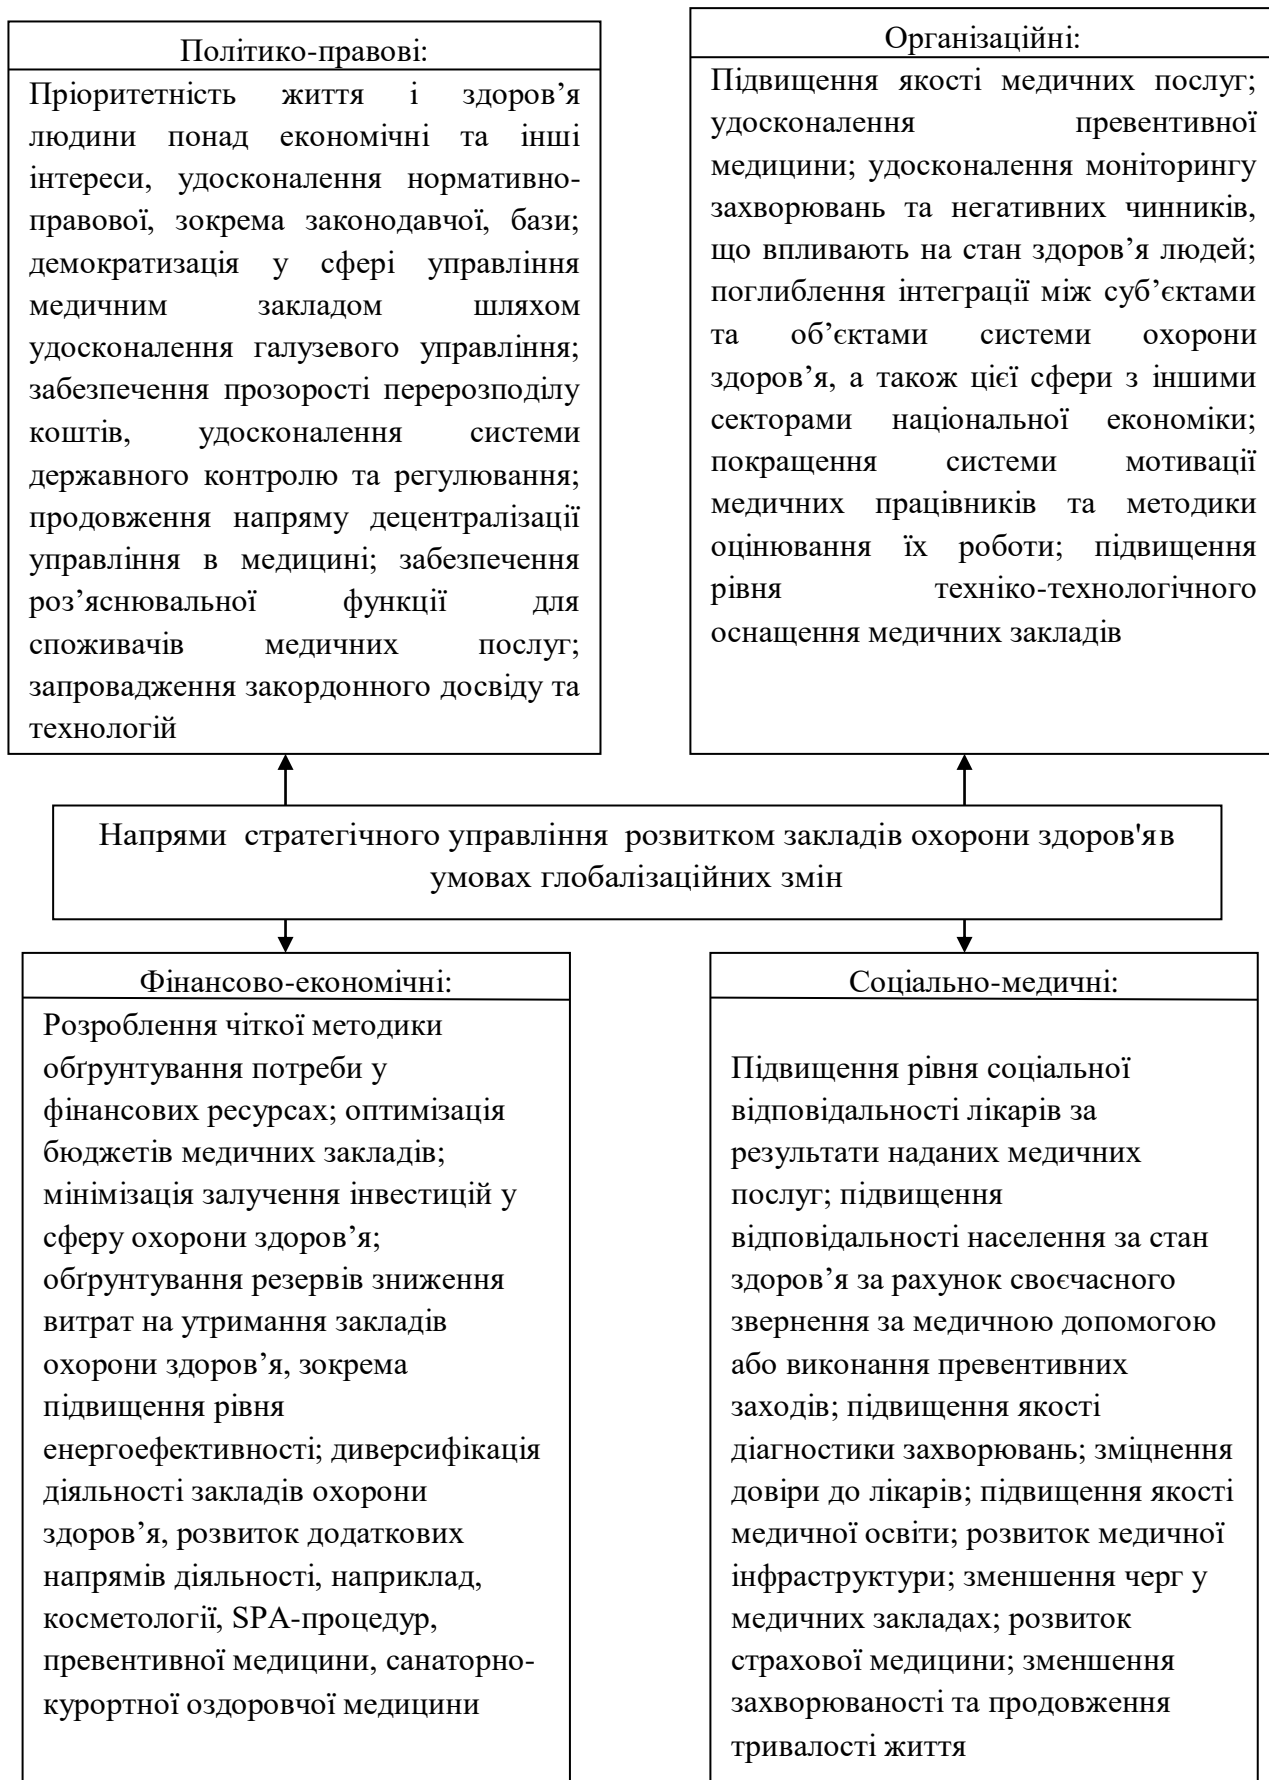 Політико-правові:
Пріоритетність життя і здоров’я
людини понад економічні та інші
інтереси, удосконалення нормативно-
правової, зокрема законодавчої, бази;
демократизація у сфері управління
медичним закладом шляхом
удосконалення галузевого управління;
забезпечення прозорості перерозподілу
коштів, удосконалення системи
державного контролю та регулювання;
продовження напряму децентралізації
управління в медицині; забезпечення
роз’яснювальної функції для
споживачів медичних послуг;
запровадження закордонного досвіду та
технологій
Організаційні:
Підвищення якості медичних послуг;
удосконалення превентивної
медицини; удосконалення моніторингу
захворювань та негативних чинників,
що впливають на стан здоров’я людей;
поглиблення інтеграції між суб’єктами
та об’єктами системи охорони
здоров’я, а також цієї сфери з іншими
секторами національної економіки;
покращення системи мотивації
медичних працівників та методики
оцінювання їх роботи; підвищення
рівня техніко-технологічного
оснащення медичних закладів
Напрями стратегічного управління розвитком закладів охорони здоров'я в
умовах глобалізаційних змін
Фінансово-економічні:
Розроблення чіткої методики
обґрунтування потреби у
фінансових ресурсах; оптимізація
бюджетів медичних закладів;
мінімізація залучення інвестицій у
сферу охорони здоров’я;
обґрунтування резервів зниження
витрат на утримання закладів
охорони здоров’я, зокрема
підвищення рівня
енергоефективності; диверсифікація
діяльності закладів охорони
здоров’я, розвиток додаткових
напрямів діяльності, наприклад,
косметології, SPA-процедур,
превентивної медицини, санаторно-
курортної оздоровчої медицини
Соціально-медичні:
Підвищення рівня соціальної
відповідальності лікарів за
результати наданих медичних
послуг; підвищення
відповідальності населення за стан
здоров’я за рахунок своєчасного
звернення за медичною допомогою
або виконання превентивних
заходів; підвищення якості
діагностики захворювань; зміцнення
довіри до лікарів; підвищення якості
медичної освіти; розвиток медичної
інфраструктури; зменшення черг у
медичних закладах; розвиток
страхової медицини; зменшення
захворюваності та продовження
тривалості життя